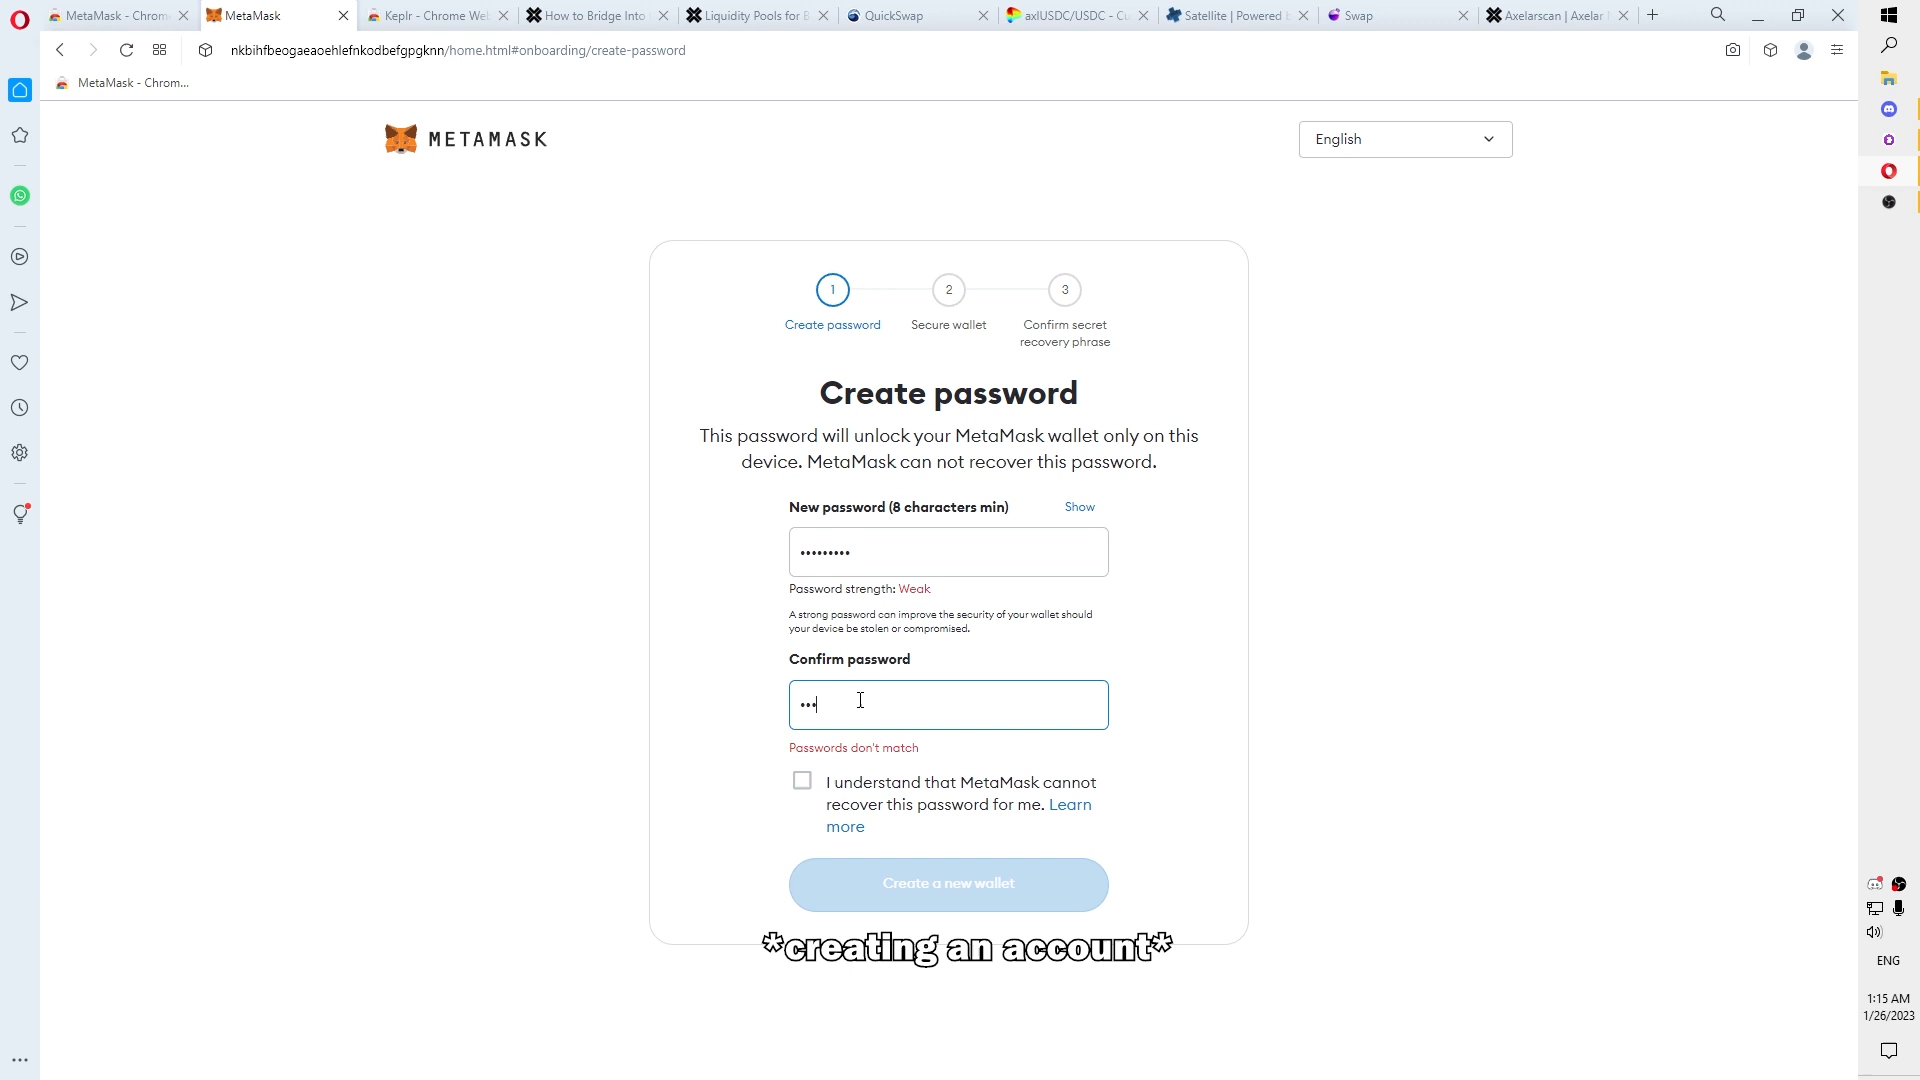 MetaMask - Chrom
MetaMask
Keplr - Chrome Web
How to Bridge Into
Liquidity Pools for B
QuickSwap
axlUSDC/USDC - Cu
Satellite | Powered b
Swap
Axelarscan | Axelar
nkbihfbeogaeaoehlefnkodbefgpgknn/home.html#onboarding/create-password
MetaMask - Chrom...
METAMASK
English
1
2
3
Create password
Secure wallet
Confirm secret
recovery phrase
Create password
This password will unlock your MetaMask wallet only on this
device. MetaMask can not recover this password.
New password (8 characters min)
Show
•••••••••
Password strength: Weak
A strong password can improve the security of your wallet should
your device be stolen or compromised.
Confirm password
•••
Passwords don't match
I understand that MetaMask cannot
recover this password for me. Learn
more
Create a new wallet
*creating an account*
ENG
1:15 AM
1/26/2023